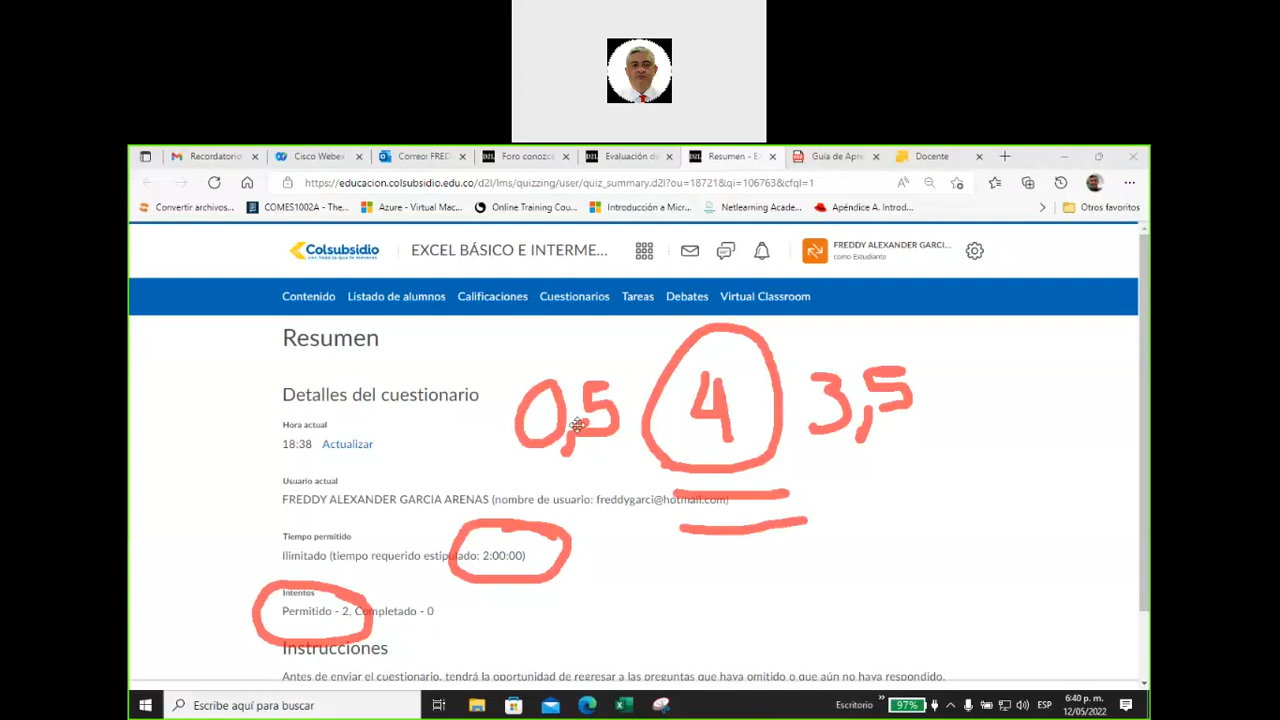 Recordatorio
Cisco Webex
Correo: FRED
Foro conozca
Evaluación de
Resumen - EX
Guía de Apre
Docente
https://educacion.colsubsidio.edu.co/d2l/lms/quizzing/user/quiz_summary.d2l?ou=18721&qi=106763&cfql=1
Convertir archivos...
COMES1002A - The...
Azure - Virtual Mac...
Online Training Cou...
Introducción a Micr...
Netlearning Acade...
Apéndice A. Introd...
Otros favoritos
Colsubsidio
EXCEL BÁSICO E INTERME...
FREDDY ALEXANDER GARCI...
como Estudiante
Contenido Listado de alumnos Calificaciones Cuestionarios Tareas Debates Virtual Classroom
Resumen
Detalles del cuestionario
0,5 4 3,5
Hora actual
18:38 Actualizar
Usuario actual
FREDDY ALEXANDER GARCIA ARENAS (nombre de usuario: freddygarci@hotmail.com)
Tiempo permitido
Ilimitado (tiempo requerido estipulado: 2:00:00)
Intentos
Permitido - 2, Completado - 0
Instrucciones
Antes de enviar el cuestionario, tendrá la oportunidad de regresar a las preguntas que haya omitido o que aún no haya respondido.
Escribe aquí para buscar
Escritorio
97%
ESP
6:40 p. m.
12/05/2022